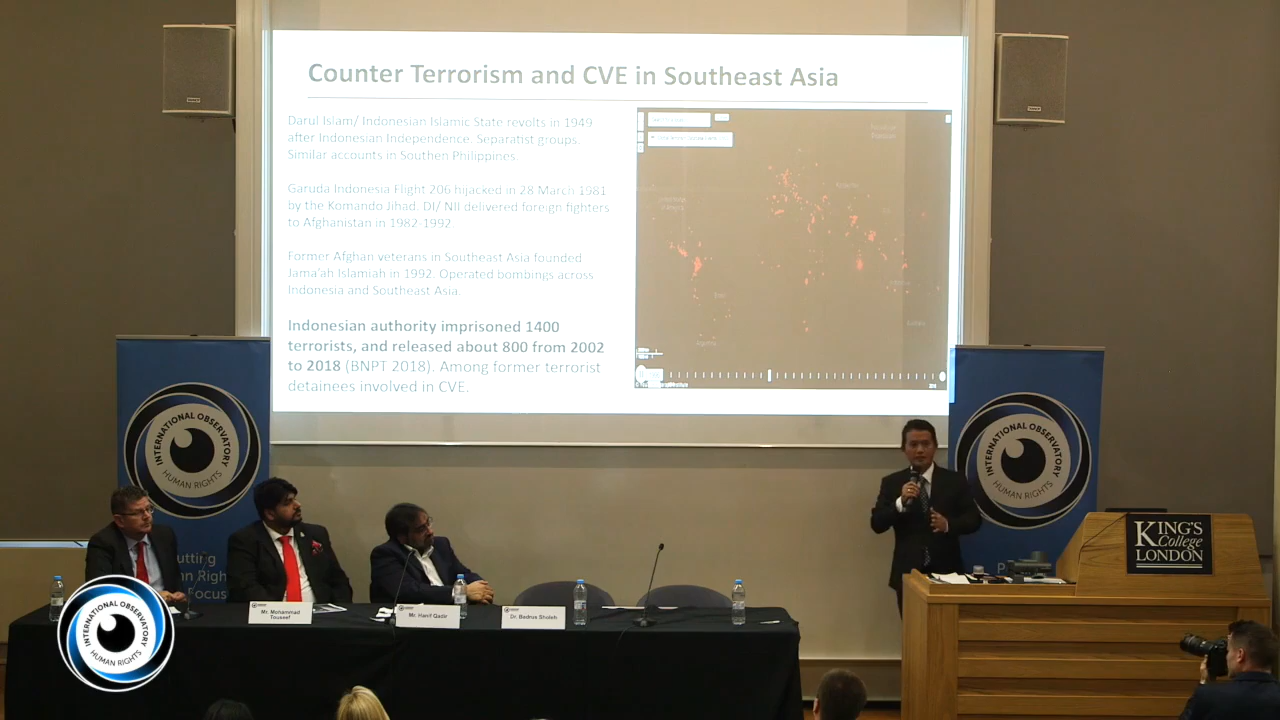 Counter Terrorism and CVE in Southeast Asia
Darul Islam/ Indonesian Islamic State revolts in 1949
after Indonesian Independence. Separatist groups.
Similar accounts in Southen Philippines.
Garuda Indonesia Flight 206 hijacked in 28 March 1981
by the Komando Jihad. DI/ NII delivered foreign fighters
to Afghanistan in 1982-1992
Former Afghan veterans in Southeast Asia founded
Jama'ah Islamiah in 1992. Operated bombings across
Indonesia and Southeast Asia.
Indonesian authority imprisoned 1400
terrorists, and released about 800 from 2002
to 2018 (BNPT 2018). Among former terrorist
detainees involved in CVE.
INTERNATIONAL OBSERVATORY
HUMAN RIGHTS
INTERNATIONAL OBSERVATORY
HUMAN RIGHTS
KING'S
College
LONDON
Mr. Mohammad
Touseef
Mr. Hanif Qadir
Dr. Badrus Sholeh
INTERNATIONAL OBSERVATORY
HUMAN RIGHTS